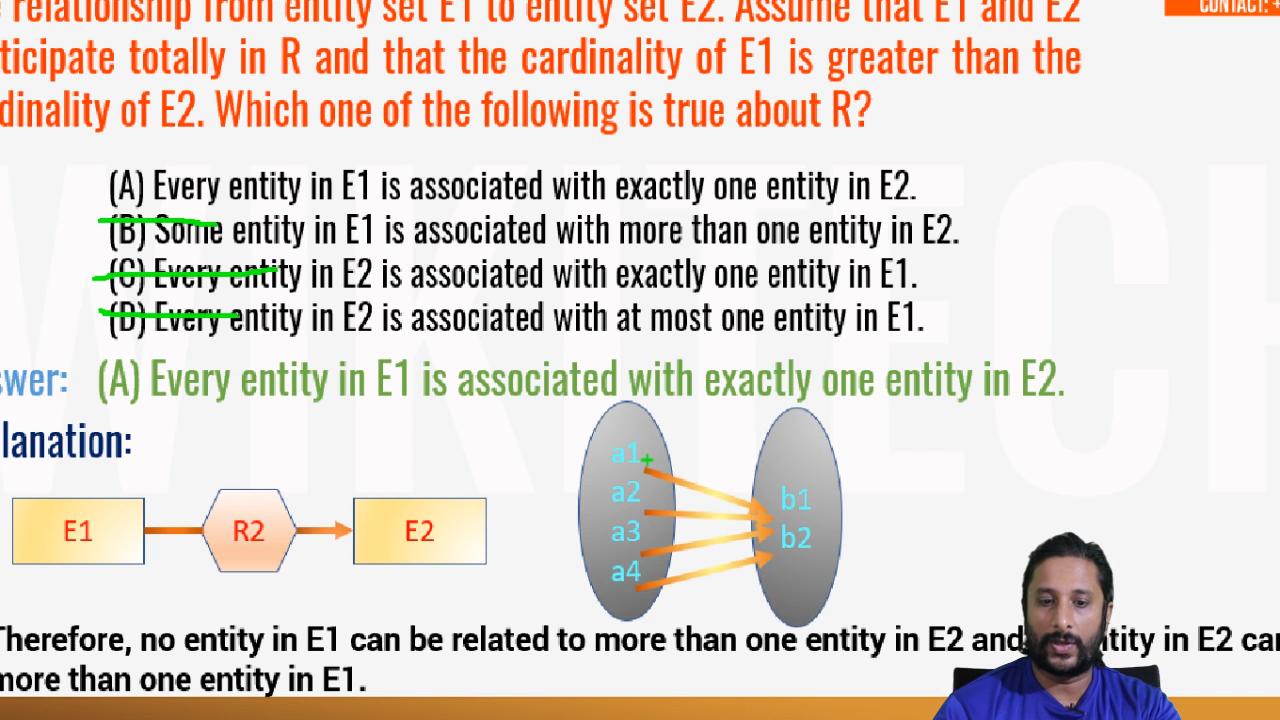 CONTACT: +
relationship from entity set E1 to entity set E2. Assume that E1 and E2
ticipate totally in R and that the cardinality of E1 is greater than the
dinality of E2. Which one of the following is true about R?
(A) Every entity in E1 is associated with exactly one entity in E2.
(B) Some entity in E1 is associated with more than one entity in E2.
(C) Every entity in E2 is associated with exactly one entity in E1.
(D) Every entity in E2 is associated with at most one entity in E1.
swer: (A) Every entity in E1 is associated with exactly one entity in E2.
lanation:
a1
a2
a3
a4
b1
b2
E1
R2
E2
Therefore, no entity in E1 can be related to more than one entity in E2 and tity in E2 can
more than one entity in E1.